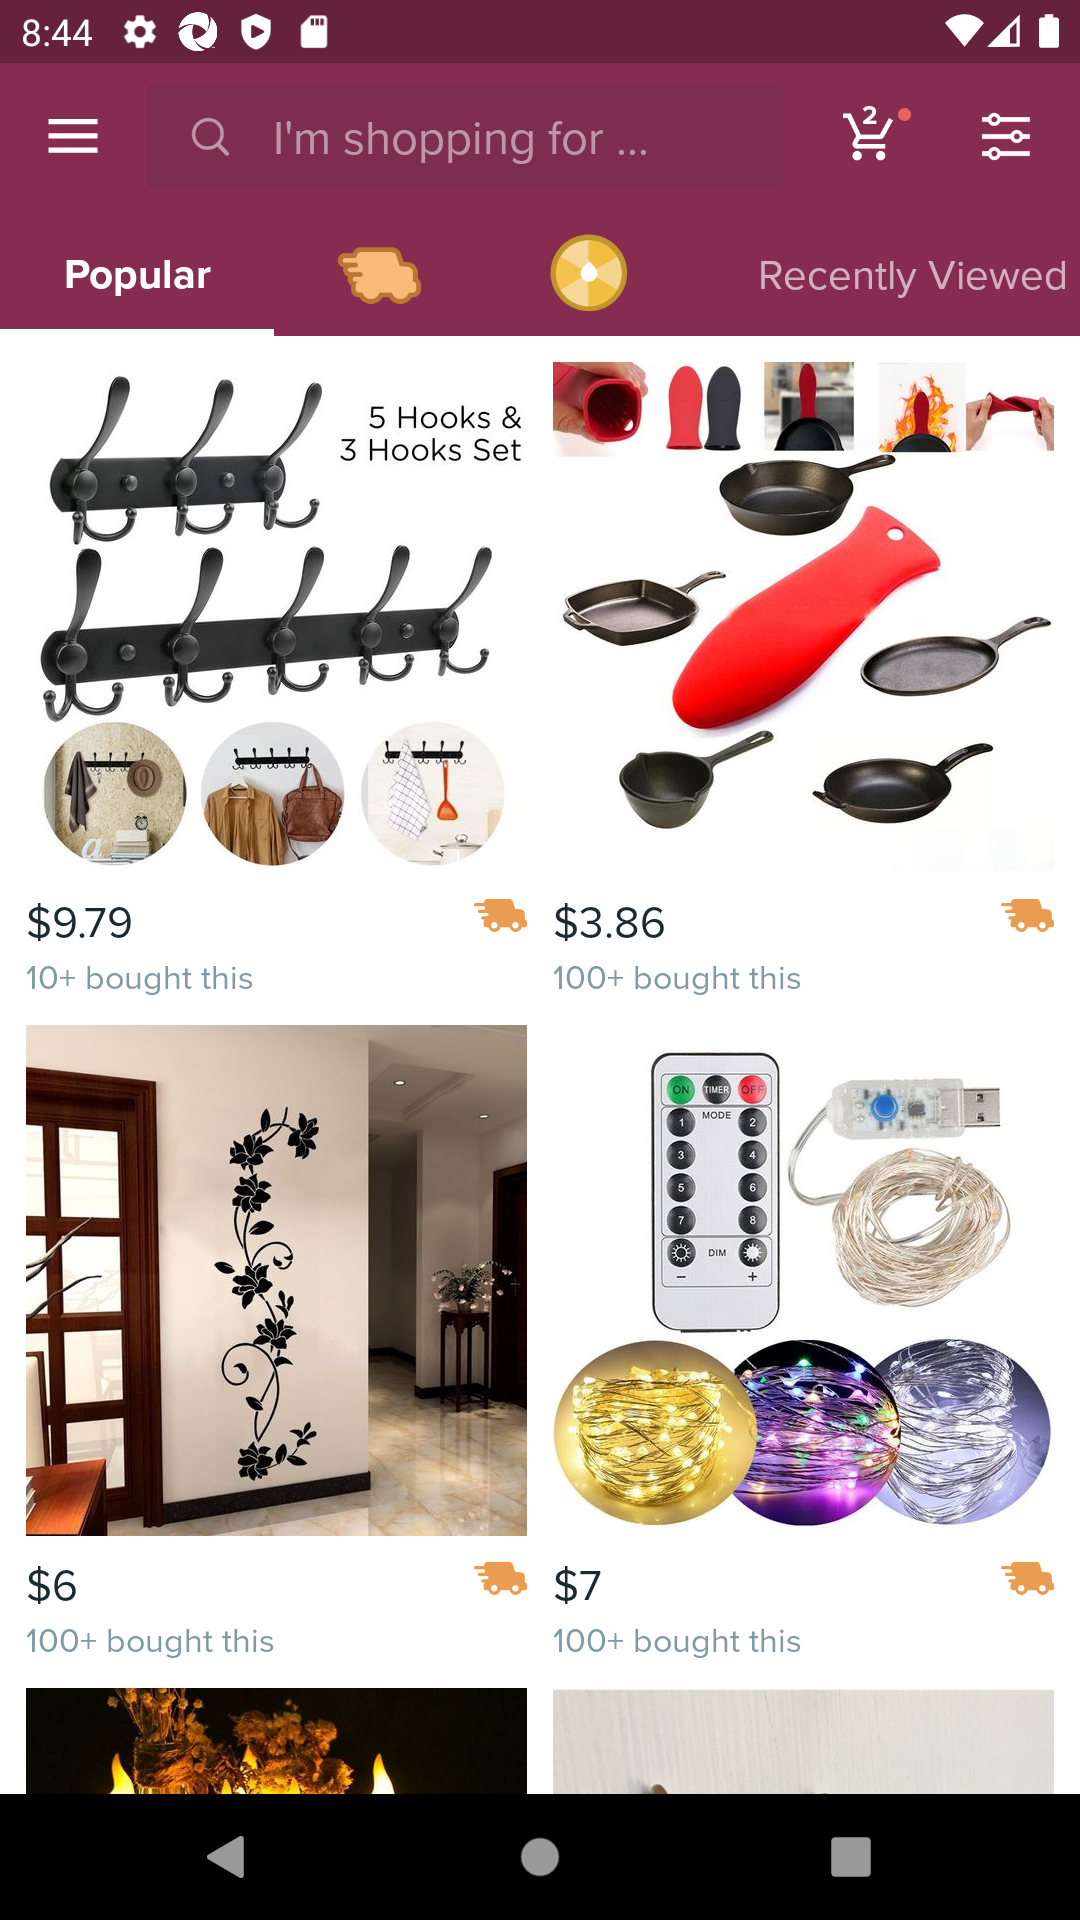 8:44
I'm shopping for ...
2
Popular
Recently Viewed
5 Hooks &
3 Hooks Set
$9.79
10+ bought this
$3.86
100+ bought this
ON TIMER OFF
MODE
1 2
3 4
5 6
7 8
DIM
− +
$6
100+ bought this
$7
100+ bought this